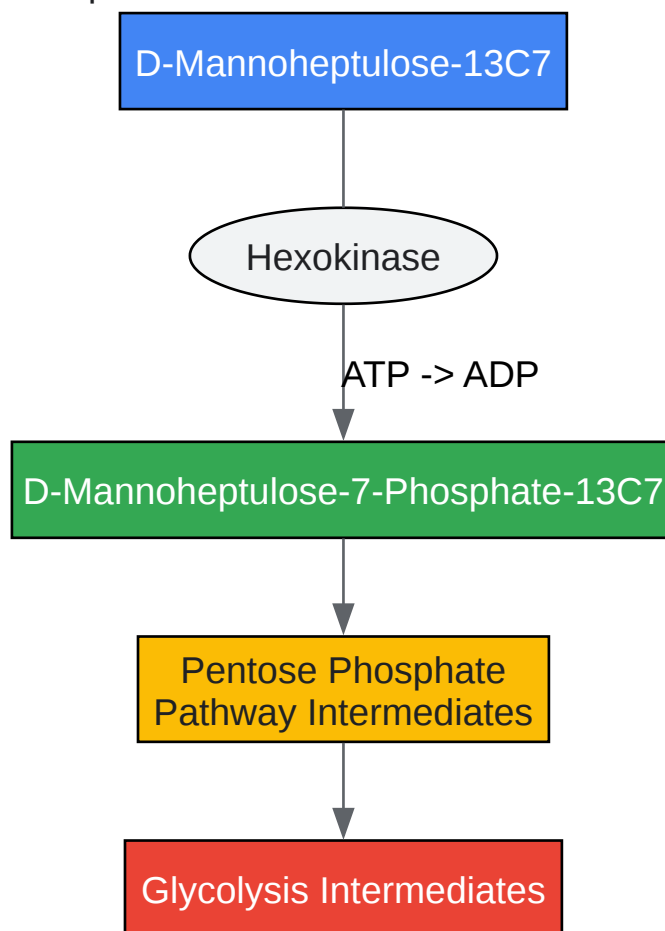 D-Mannoheptulose-13C7
Hexokinase
ATP -> ADP
D-Mannoheptulose-7-Phosphate-13C7
Pentose Phosphate
Pathway Intermediates
Glycolysis Intermediates